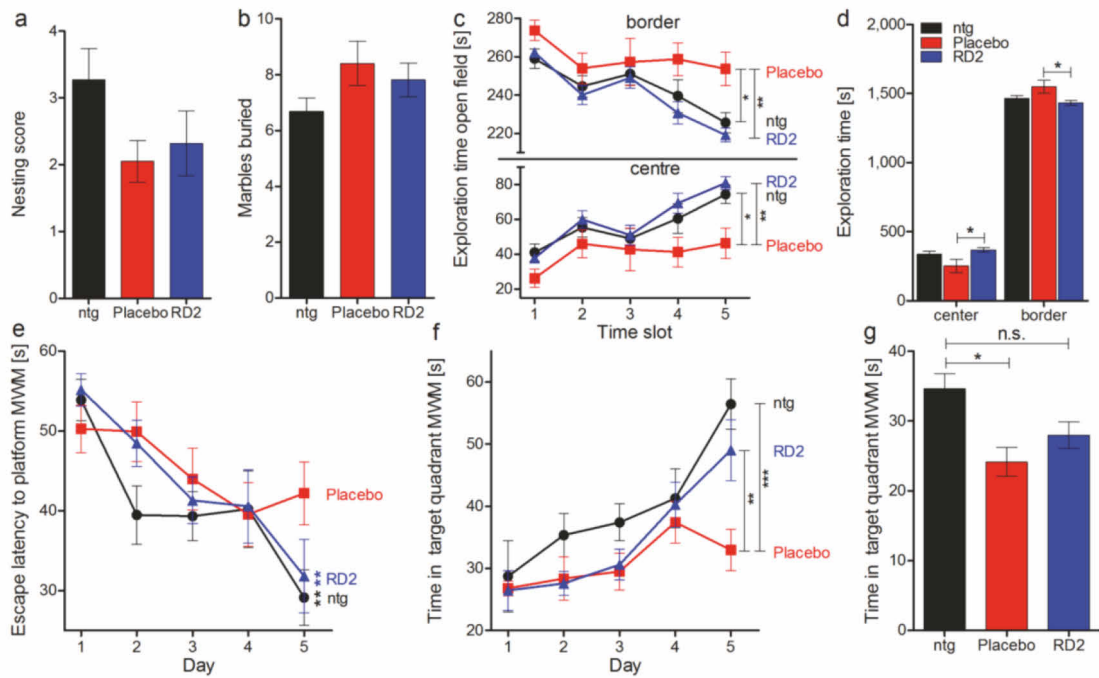 a
Nesting score
4
3
2
1
0
ntg Placebo RD2
b
Marbles buried
10
8
6
4
2
0
ntg Placebo RD2
c
Exploration time open field [s]
border
280
260
240
220
Placebo
ntg
RD2
*
**
centre
80
60
40
20
RD2
ntg
Placebo
*
**
1 2 3 4 5
Time slot
d
Exploration time [s]
2,000
1,500
1,000
500
0
ntg
Placebo
RD2
*
*
center border
e
Escape latency to platform MWM [s]
60
50
40
30
Placebo
RD2 **
** ntg
1 2 3 4 5
Day
f
Time in target quadrant MWM [s]
60
50
40
30
20
ntg
RD2
Placebo
**
***
1 2 3 4 5
Day
g
Time in target quadrant MWM [s]
40
30
20
10
0
n.s.
*
ntg Placebo RD2